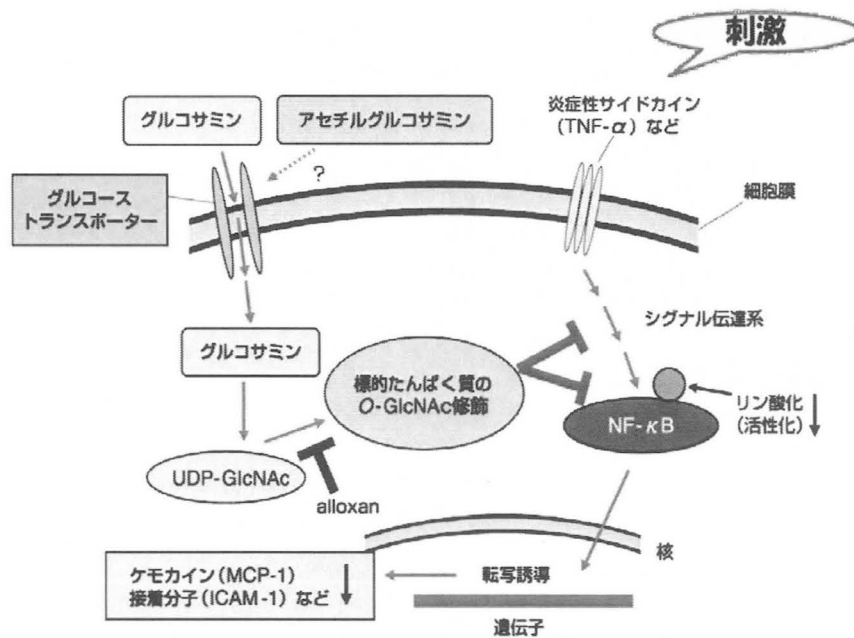 刺激
グルコサミン
アセチルグルコサミン
炎症性サイドカイン
(TNF-α)など
?
グルコース
トランスポーター
細胞膜
シグナル伝達系
グルコサミン
標的たんぱく質の
O-GlcNAc修飾
リン酸化
(活性化)
NF-κB
UDP-GlcNAc
alloxan
核
ケモカイン(MCP-1)
接着分子(ICAM-1)など
転写誘導
遺伝子